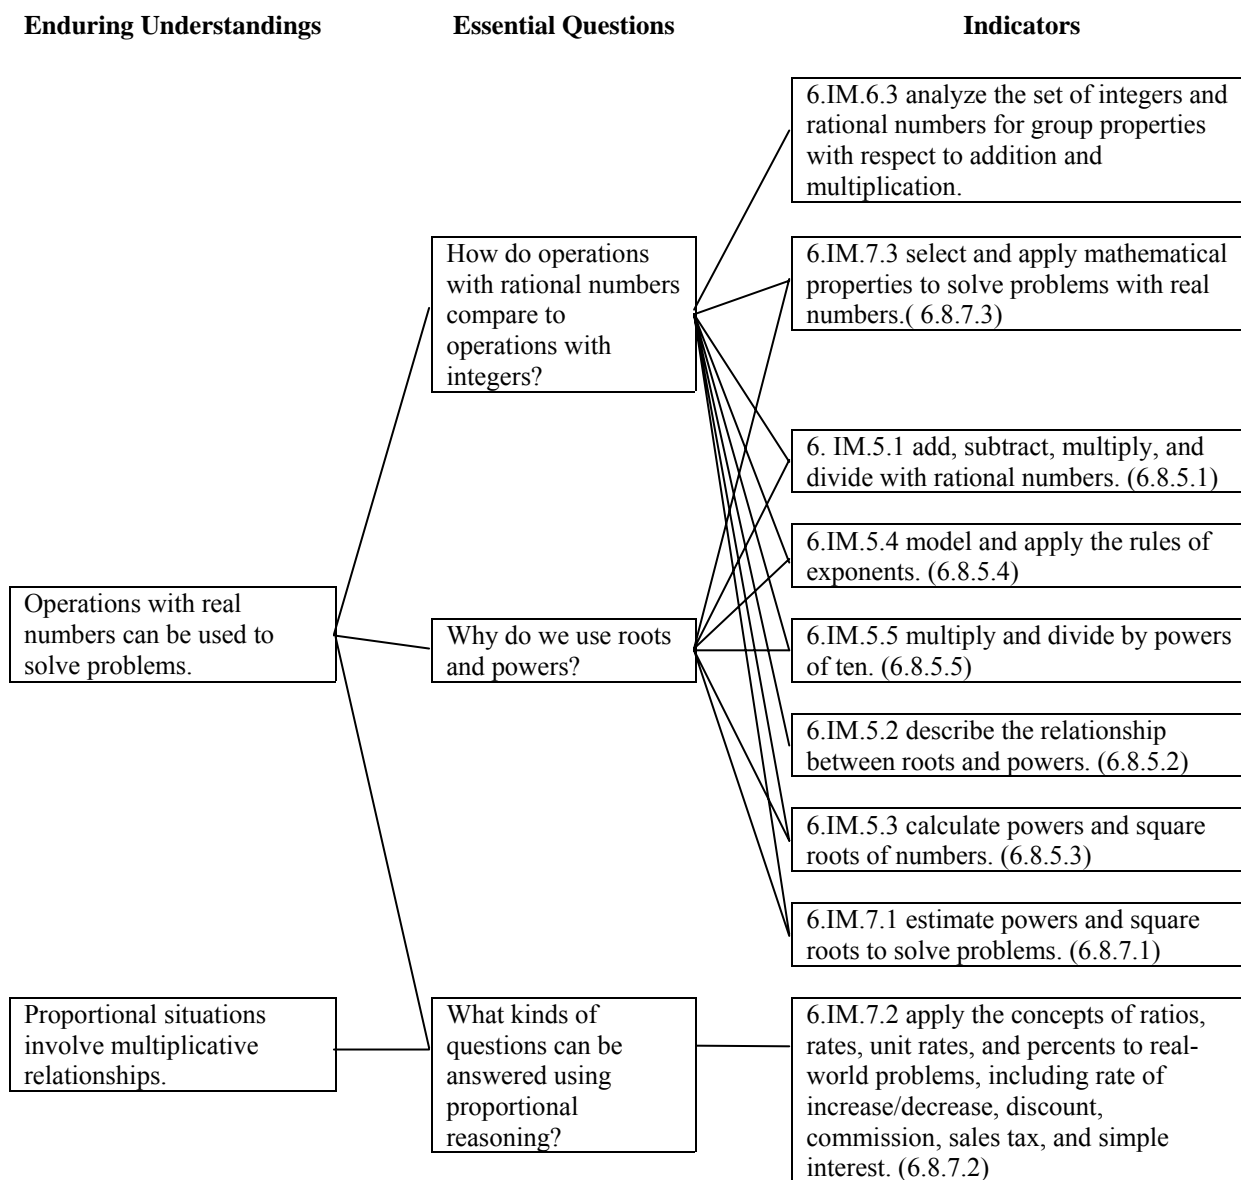 Enduring Understandings
Essential Questions
Indicators
6.IM.6.3 analyze the set of integers and
rational numbers for group properties
with respect to addition and
multiplication.
How do operations
with rational numbers
compare to
operations with
integers?
6.IM.7.3 select and apply mathematical
properties to solve problems with real
numbers.( 6.8.7.3)
6. IM.5.1 add, subtract, multiply, and
divide with rational numbers. (6.8.5.1)
6.IM.5.4 model and apply the rules of
exponents. (6.8.5.4)
Operations with real
numbers can be used to
solve problems.
Why do we use roots
and powers?
6.IM.5.5 multiply and divide by powers
of ten. (6.8.5.5)
6.IM.5.2 describe the relationship
between roots and powers. (6.8.5.2)
6.IM.5.3 calculate powers and square
roots of numbers. (6.8.5.3)
6.IM.7.1 estimate powers and square
roots to solve problems. (6.8.7.1)
Proportional situations
involve multiplicative
relationships.
What kinds of
questions can be
answered using
proportional
reasoning?
6.IM.7.2 apply the concepts of ratios,
rates, unit rates, and percents to real-
world problems, including rate of
increase/decrease, discount,
commission, sales tax, and simple
interest. (6.8.7.2)